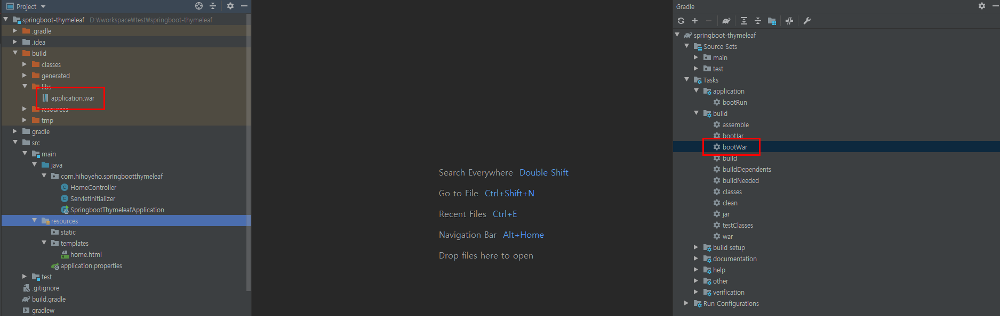 Project
springboot-thymeleaf D:₩workspace₩test₩springboot-thymeleaf
.gradle
.idea
build
classes
generated
libs
application.war
resources
tmp
gradle
src
main
java
com.hihoyeho.springbootthymeleaf
HomeController
ServletInitializer
SpringbootThymeleafApplication
resources
static
templates
home.html
application.properties
test
.gitignore
build.gradle
gradlew
Search Everywhere Double Shift
Go to File Ctrl+Shift+N
Recent Files Ctrl+E
Navigation Bar Alt+Home
Drop files here to open
Gradle
springboot-thymeleaf
Source Sets
main
test
Tasks
application
bootRun
build
assemble
bootJar
bootWar
build
buildDependents
buildNeeded
classes
clean
jar
testClasses
war
build setup
documentation
help
other
verification
Run Configurations